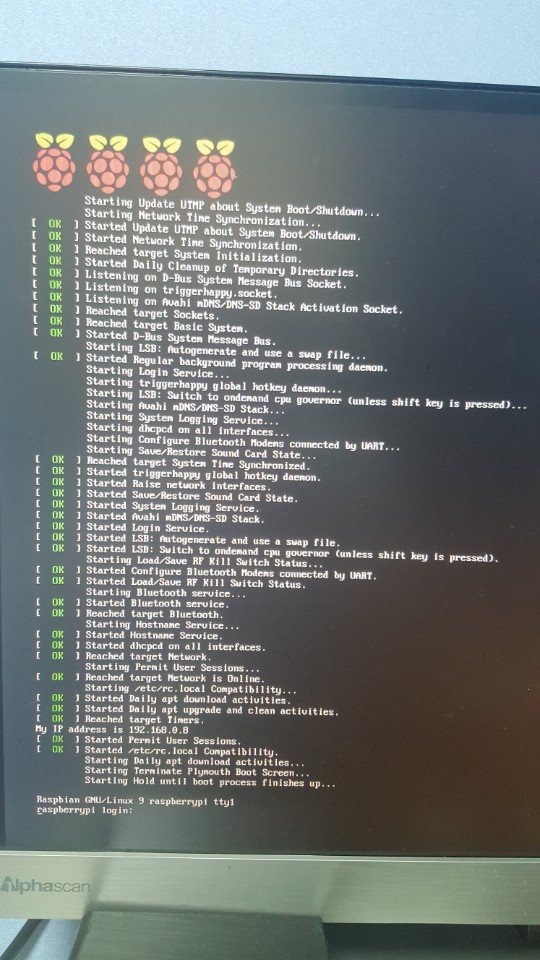 Starting Update UTMP about System Boot/Shutdown...
Starting Network Time Synchronization...
[  OK  ] Started Update UTMP about System Boot/Shutdown.
[  OK  ] Started Network Time Synchronization.
[  OK  ] Reached target System Initialization.
[  OK  ] Started Daily Cleanup of Temporary Directories.
[  OK  ] Listening on D-Bus System Message Bus Socket.
[  OK  ] Listening on triggerhappy.socket.
[  OK  ] Listening on Avahi mDNS/DNS-SD Stack Activation Socket.
[  OK  ] Reached target Sockets.
[  OK  ] Reached target Basic System.
[  OK  ] Started D-Bus System Message Bus.
Starting LSB: Autogenerate and use a swap file...
[  OK  ] Started Regular background program processing daemon.
Starting Login Service...
Starting triggerhappy global hotkey daemon...
Starting LSB: Switch to ondemand cpu governor (unless shift key is pressed)...
Starting Avahi mDNS/DNS-SD Stack...
Starting System Logging Service...
Starting dhcpcd on all interfaces...
Starting Configure Bluetooth Modems connected by UART...
Starting Save/Restore Sound Card State...
[  OK  ] Reached target System Time Synchronized.
[  OK  ] Started triggerhappy global hotkey daemon.
[  OK  ] Started Raise network interfaces.
[  OK  ] Started Save/Restore Sound Card State.
[  OK  ] Started System Logging Service.
[  OK  ] Started Avahi mDNS/DNS-SD Stack.
[  OK  ] Started Login Service.
[  OK  ] Started LSB: Autogenerate and use a swap file.
[  OK  ] Started LSB: Switch to ondemand cpu governor (unless shift key is pressed).
Starting Load/Save RF Kill Switch Status...
[  OK  ] Started Configure Bluetooth Modems connected by UART.
[  OK  ] Started Load/Save RF Kill Switch Status.
Starting Bluetooth service...
[  OK  ] Started Bluetooth service.
[  OK  ] Reached target Bluetooth.
Starting Hostname Service...
[  OK  ] Started Hostname Service.
[  OK  ] Started dhcpcd on all interfaces.
[  OK  ] Reached target Network.
Starting Permit User Sessions...
[  OK  ] Reached target Network is Online.
Starting /etc/rc.local Compatibility...
[  OK  ] Started Daily apt download activities.
[  OK  ] Started Daily apt upgrade and clean activities.
[  OK  ] Reached target Timers.
My IP address is 192.168.0.8
[  OK  ] Started Permit User Sessions.
[  OK  ] Started /etc/rc.local Compatibility.
Starting Daily apt download activities...
Starting Terminate Plymouth Boot Screen...
Starting Hold until boot process finishes up...
Raspbian GNU/Linux 9 raspberrypi tty1
raspberrypi login:
Alphascan